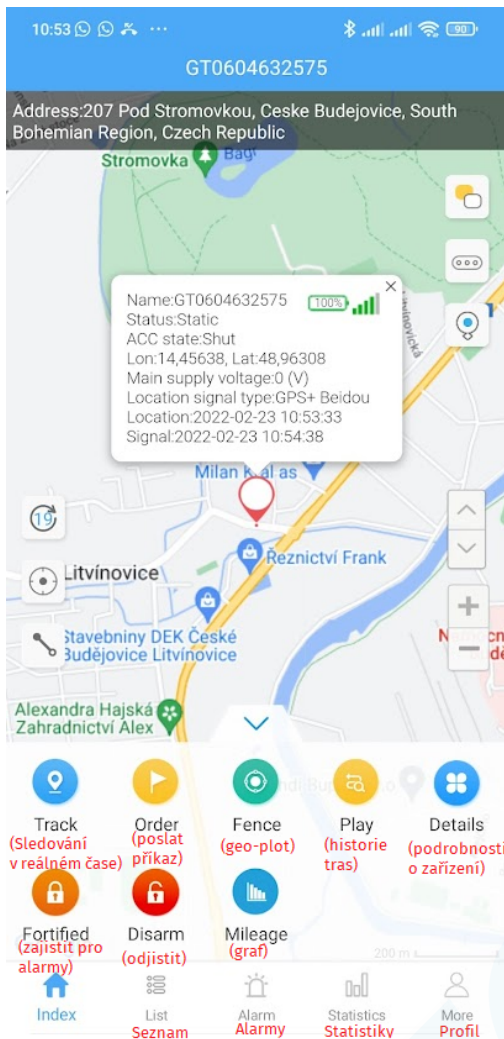 10:53
90
GT0604632575
Address:207 Pod Stromovkou, Ceske Budejovice, South
Bohemian Region, Czech Republic
Stromovka
Bagr
Name:GT0604632575
100%
Status:Static
ACC state:Shut
Lon:14,45638, Lat:48,96308
Main supply voltage:0 (V)
Location signal type:GPS+ Beidou
Location:2022-02-23 10:53:33
Signal:2022-02-23 10:54:38
Litvínovická
Milan K al as
19
Řeznictví Frank
Litvínovice
Stavebniny DEK České
Budějovice Litvínovice
Alexandra Hajská
Zahradnictví Alex
Track
Order
Fence
Play
Details
(Sledování
v reálném čase)
(poslat
příkaz)
(geo-plot)
(historie
tras)
(podrobnosti
o zařízení)
Fortified
Disarm
Mileage
(zajistit pro
alarmy)
(odjistit)
(graf)
200 m
Index
List
Alarm
Statistics
More
Seznam
Alarmy
Statistiky
Profil